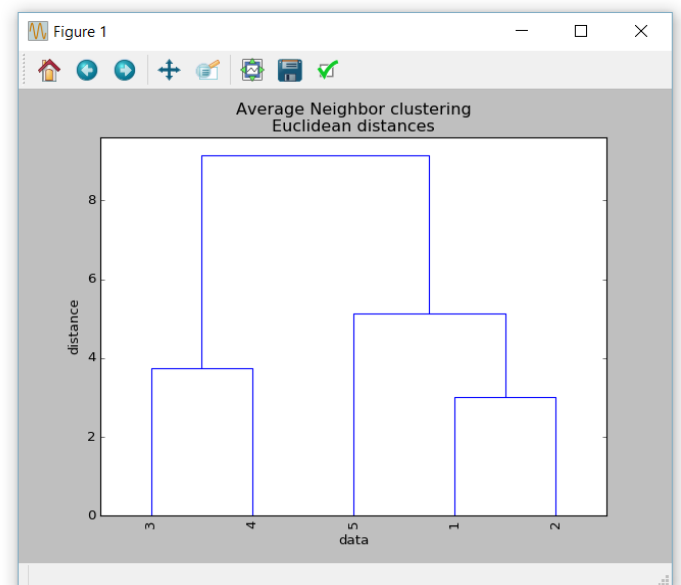 Figure 1
Average Neighbor clustering
Euclidean distances
8
6
4
2
0
distance
3 4 5 1 2
data